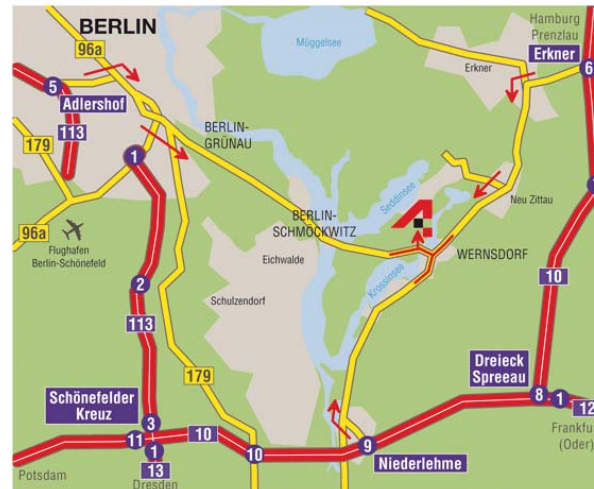 BERLIN
96a
5
Adlershof
113
179
1
96a
Flughafen
Berlin-Schönefeld
BERLIN-
GRÜNAU
Müggelsee
Hamburg
Prenzlau
Erkner
6
Erkner
Seddinsee
Neu Zittau
BERLIN-
SCHMÖCKWITZ
WERNSDORF
Krossinsee
Eichwalde
Schulzendorf
2
113
10
179
Schönefelder
Kreuz
3
11
10
1
13
Potsdam
Dresden
10
9
Niederlehme
Dreieck
Spreeau
8
1
12
Frankfu
(Oder)